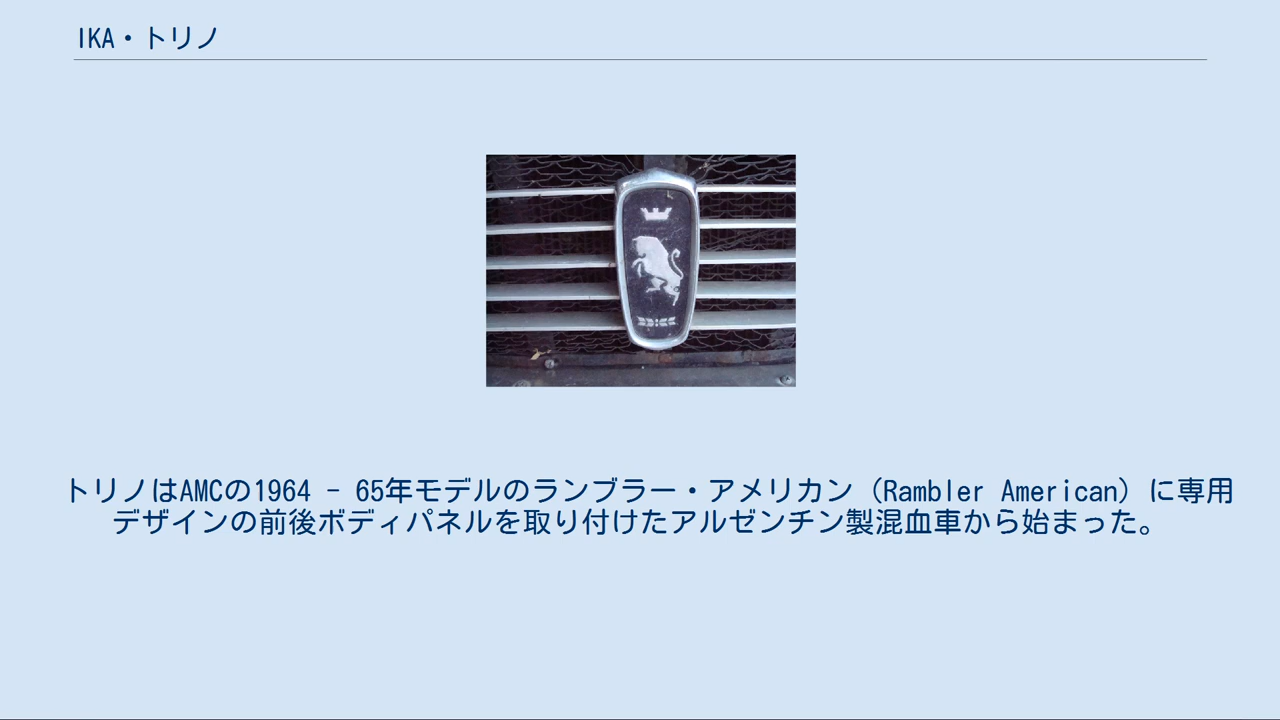 IKA・トリノ
トリノはAMCの1964 - 65年モデルのランブラー・アメリカン（Rambler American）に専用
デザインの前後ボディパネルを取り付けたアルゼンチン製混血車から始まった。